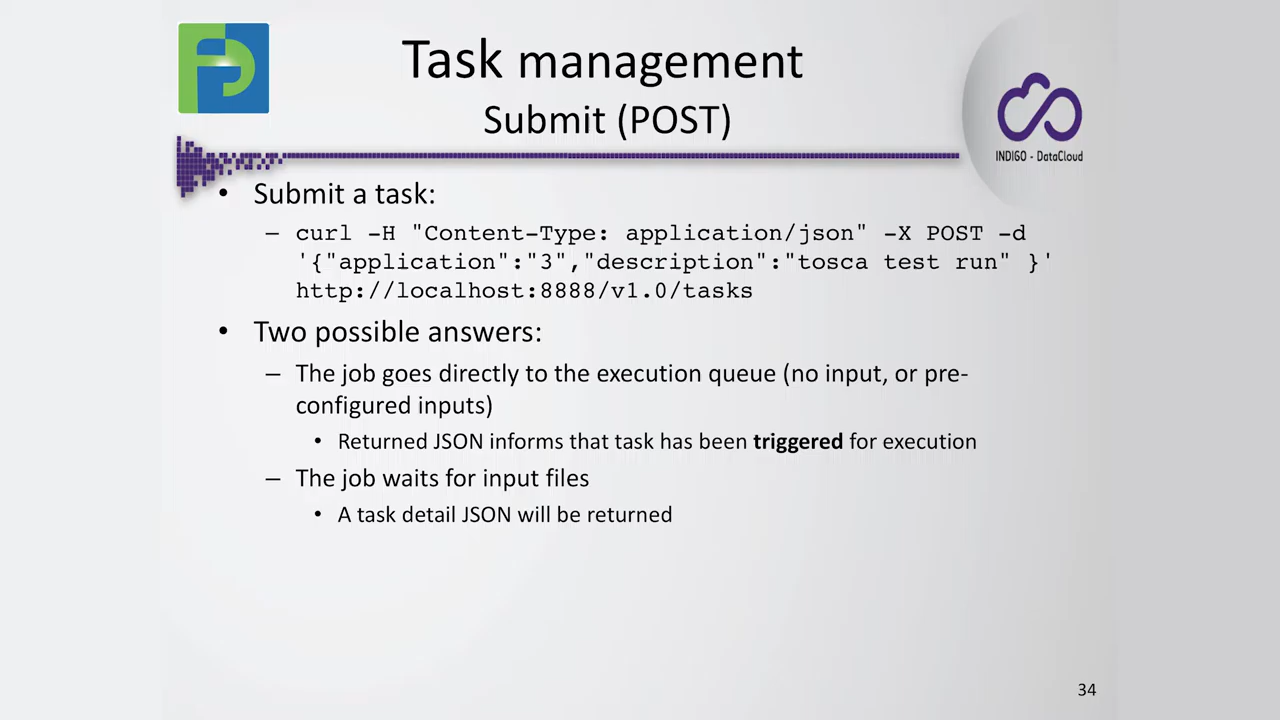 Task management
Submit (POST)
INDIGO - DataCloud
• Submit a task:
– curl -H "Content-Type: application/json" -X POST -d
'{"application":"3","description":"tosca test run" }'
http://localhost:8888/v1.0/tasks
• Two possible answers:
– The job goes directly to the execution queue (no input, or pre-
configured inputs)
• Returned JSON informs that task has been triggered for execution
– The job waits for input files
• A task detail JSON will be returned
34